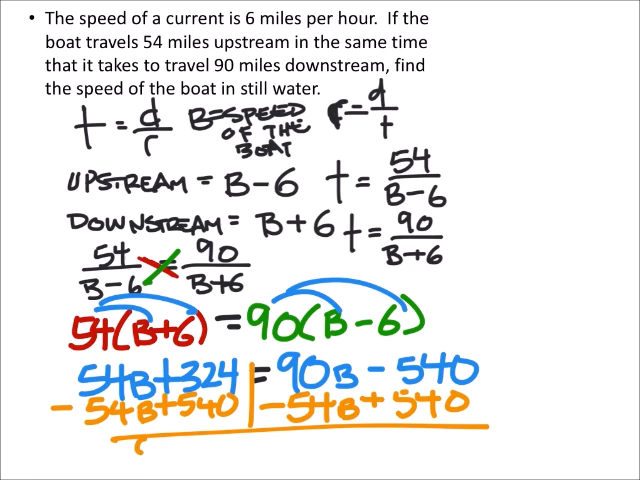 • The speed of a current is 6 miles per hour. If the
boat travels 54 miles upstream in the same time
that it takes to travel 90 miles downstream, find
the speed of the boat in still water.
t = d/r B=SPEED OF THE BOAT r = d/t
UPSTREAM = B-6 t = 54/(B-6)
DOWNSTREAM = B+6 t = 90/(B+6)
54/(B-6) = 90/(B+6)
54(B+6) = 90(B-6)
54B+324 = 90B-540
-54B+540 | -54B+540